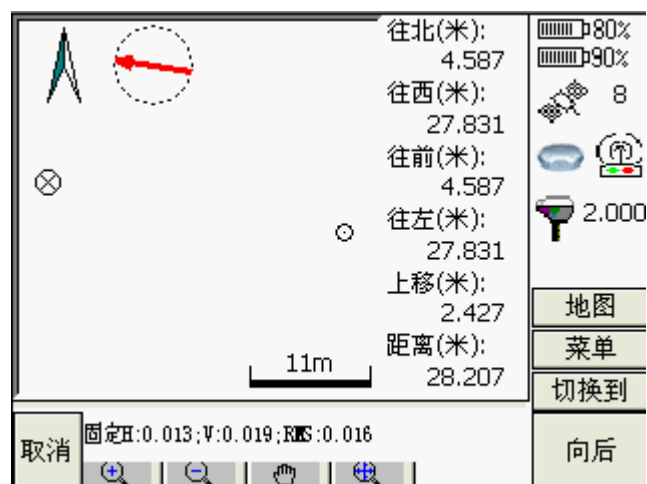 往北(米):
4.587
往西(米):
27.831
往前(米):
4.587
往左(米):
27.831
上移(米):
2.427
距离(米):
28.207
11m
80%
90%
8
2.000
地图
菜单
切换到
向后
取消
固定H:0.013;V:0.019;RMS:0.016